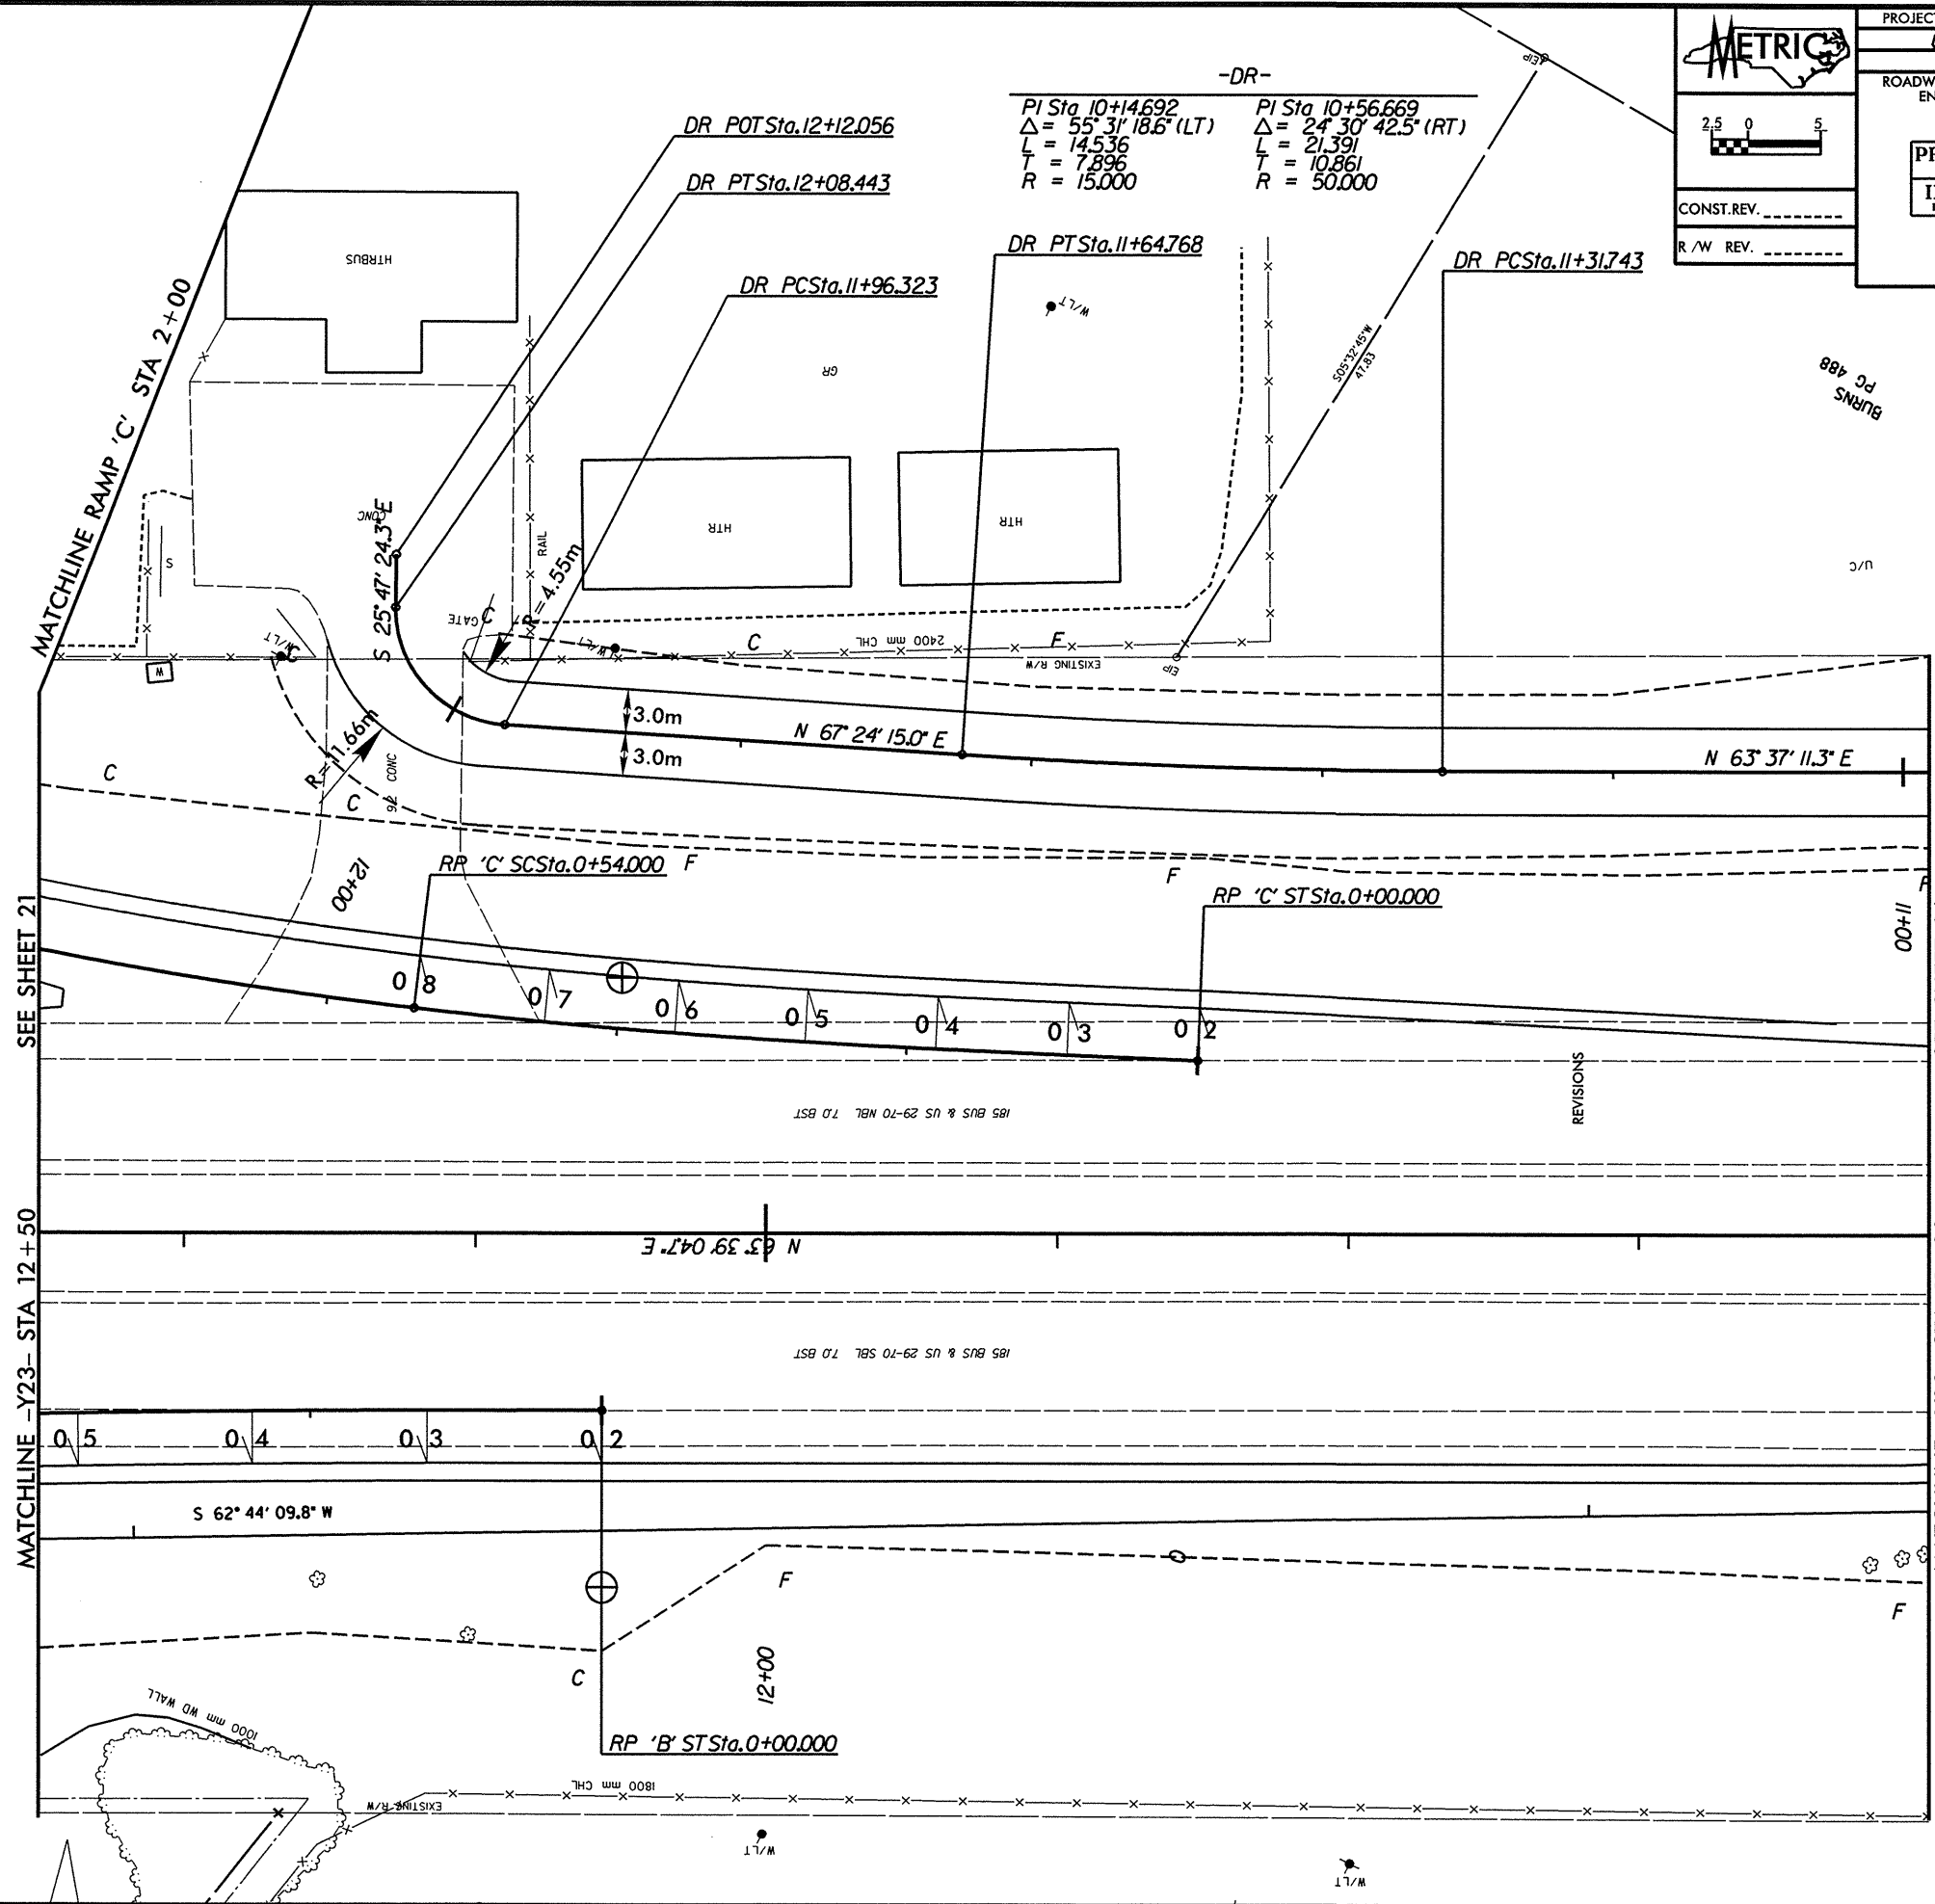 METRIC
PROJECT
ROADW
EN
2.5 0 5
CONST.REV.
R /W REV.
-DR-
PI Sta 10+14.692
Δ = 55° 31' 18.6" (LT)
L = 14.536
T = 7.896
R = 15.000
PI Sta 10+56.669
Δ = 24° 30' 42.5" (RT)
L = 21.391
T = 10.861
R = 50.000
DR POTSta.12+12.056
DR PTSta.12+08.443
DR PCSta.11+96.323
DR PTSta.11+64.768
DR PCSta.11+31.743
EIP
W/LT
HTRBUS
GR
S05°32'45"W
47.83
BURNS
PC 488
U/C
MATCHLINE RAMP 'C' STA 2+00
CONC
S 25° 47' 24.3" E
RAIL
HTR
HTR
S
GATE
C
R=4.55m
W/LT
C
W/LT
C
2400 mm CHL
F
EXISTING R/W
EIP
W
3.0m
3.0m
N 67° 24' 15.0" E
N 63° 37' 11.3" E
R=11.66m
CONC
C
C
12+00
RP 'C' SCSta.0+54.000
F
F
F
RP 'C' STSta.0+00.000
11+00
SEE SHEET 21
0 8
0 7
0 6
0 5
0 4
0 3
0 2
REVISIONS
I85 BUS & US 29-70 NBL 7.0 BST
N 63° 39' 04.7" E
I85 BUS & US 29-70 SBL 7.0 BST
MATCHLINE -Y23- STA 12+50
0 5
0 4
0 3
0 2
S 62° 44' 09.8" W
F
F
C
12+00
1000 mm WD WALL
RP 'B' STSta.0+00.000
1800 mm CHL
EXISTING R/W
W/LT
W/LT